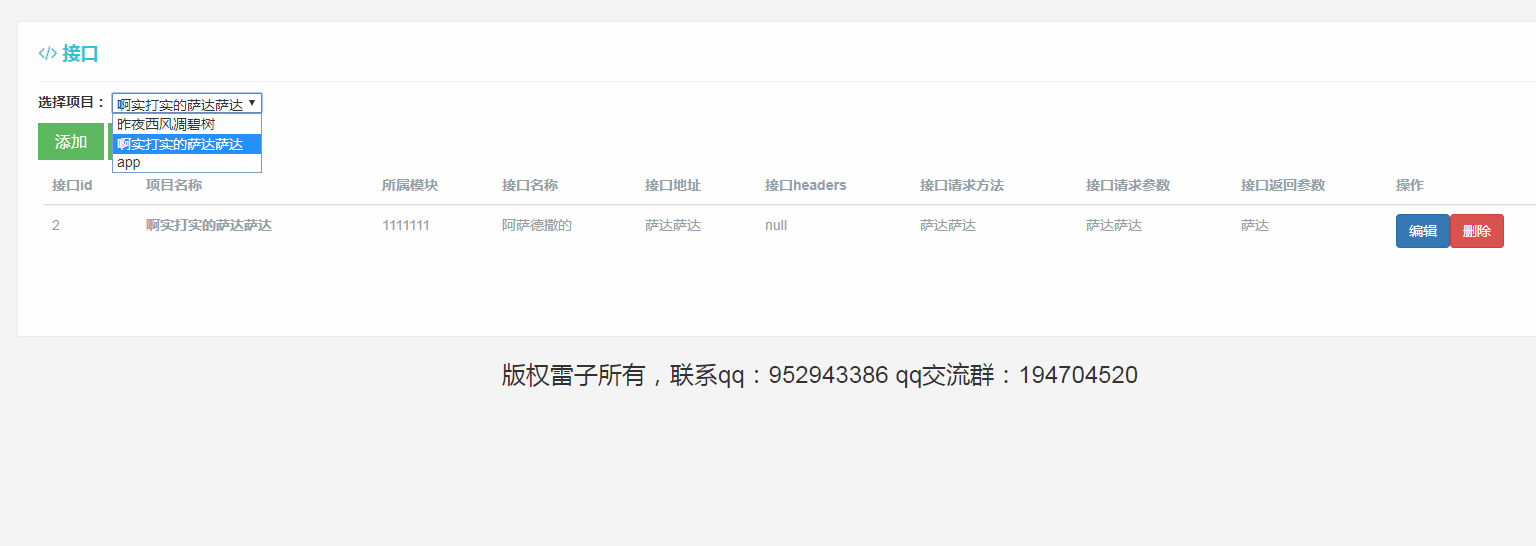 </> 接口
选择项目： 啊实打实的萨达萨达
昨夜西风凋碧树
啊实打实的萨达萨达
app
添加
接口id 项目名称 所属模块 接口名称 接口地址 接口headers 接口请求方法 接口请求参数 接口返回参数 操作
2 啊实打实的萨达萨达 1111111 阿萨德撒的 萨达萨达 null 萨达萨达 萨达萨达 萨达 编辑 删除
版权雷子所有，联系qq：952943386 qq交流群：194704520